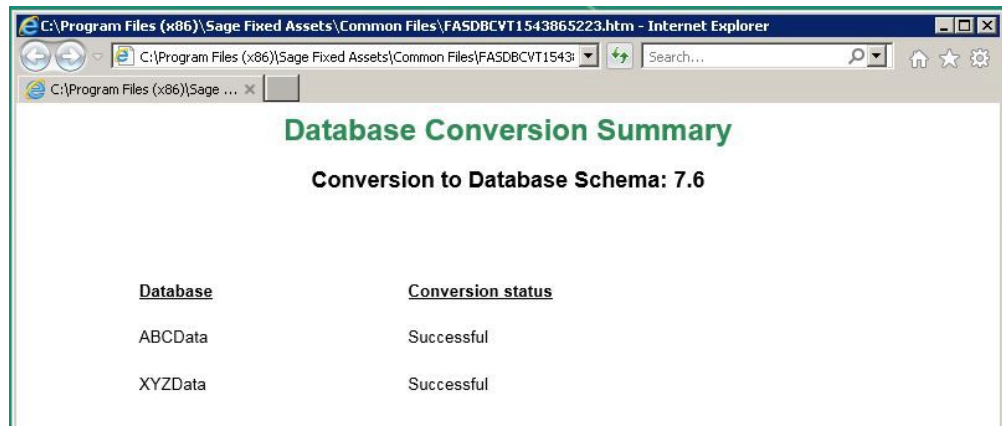 C:\Program Files (x86)\Sage Fixed Assets\Common Files\FASDBCVT1543865223.htm - Internet Explorer
C:\Program Files (x86)\Sage Fixed Assets\Common Files\FASDBCVT1543 Search...
C:\Program Files (x86)\Sage ...
Database Conversion Summary
Conversion to Database Schema: 7.6
Database Conversion status
ABCData Successful
XYZData Successful